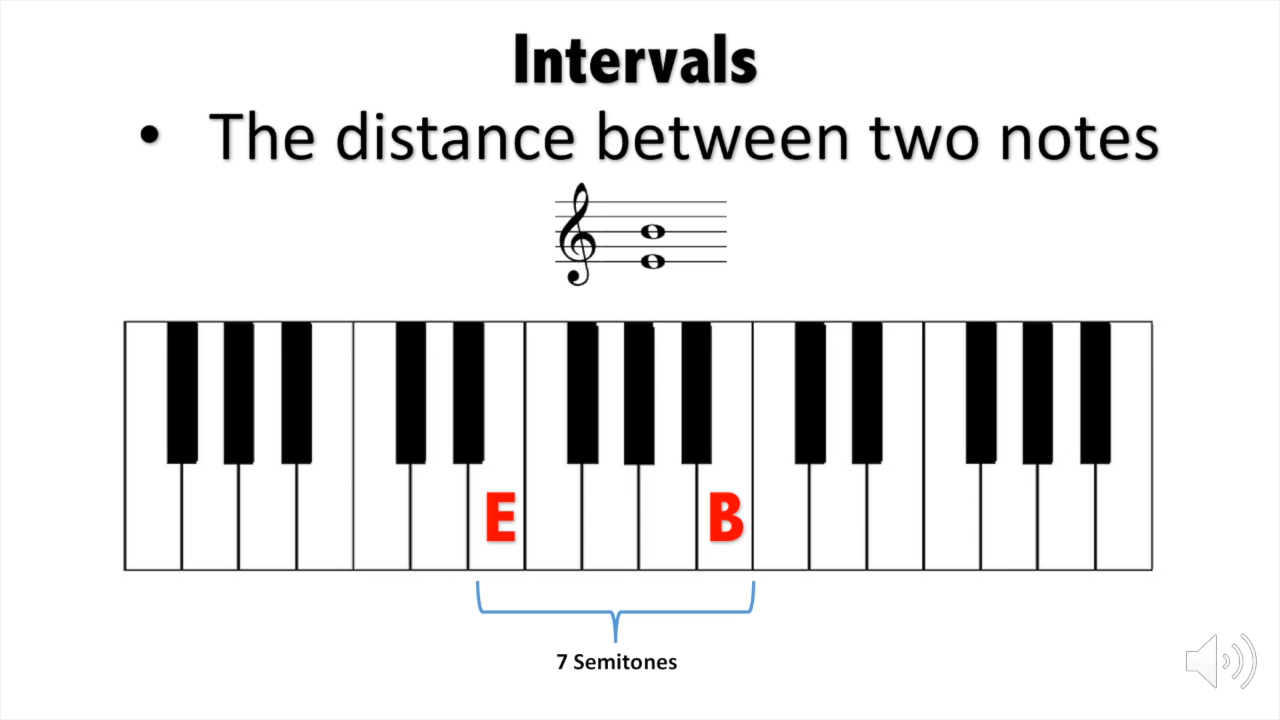 Intervals
• The distance between two notes
E B
7 Semitones